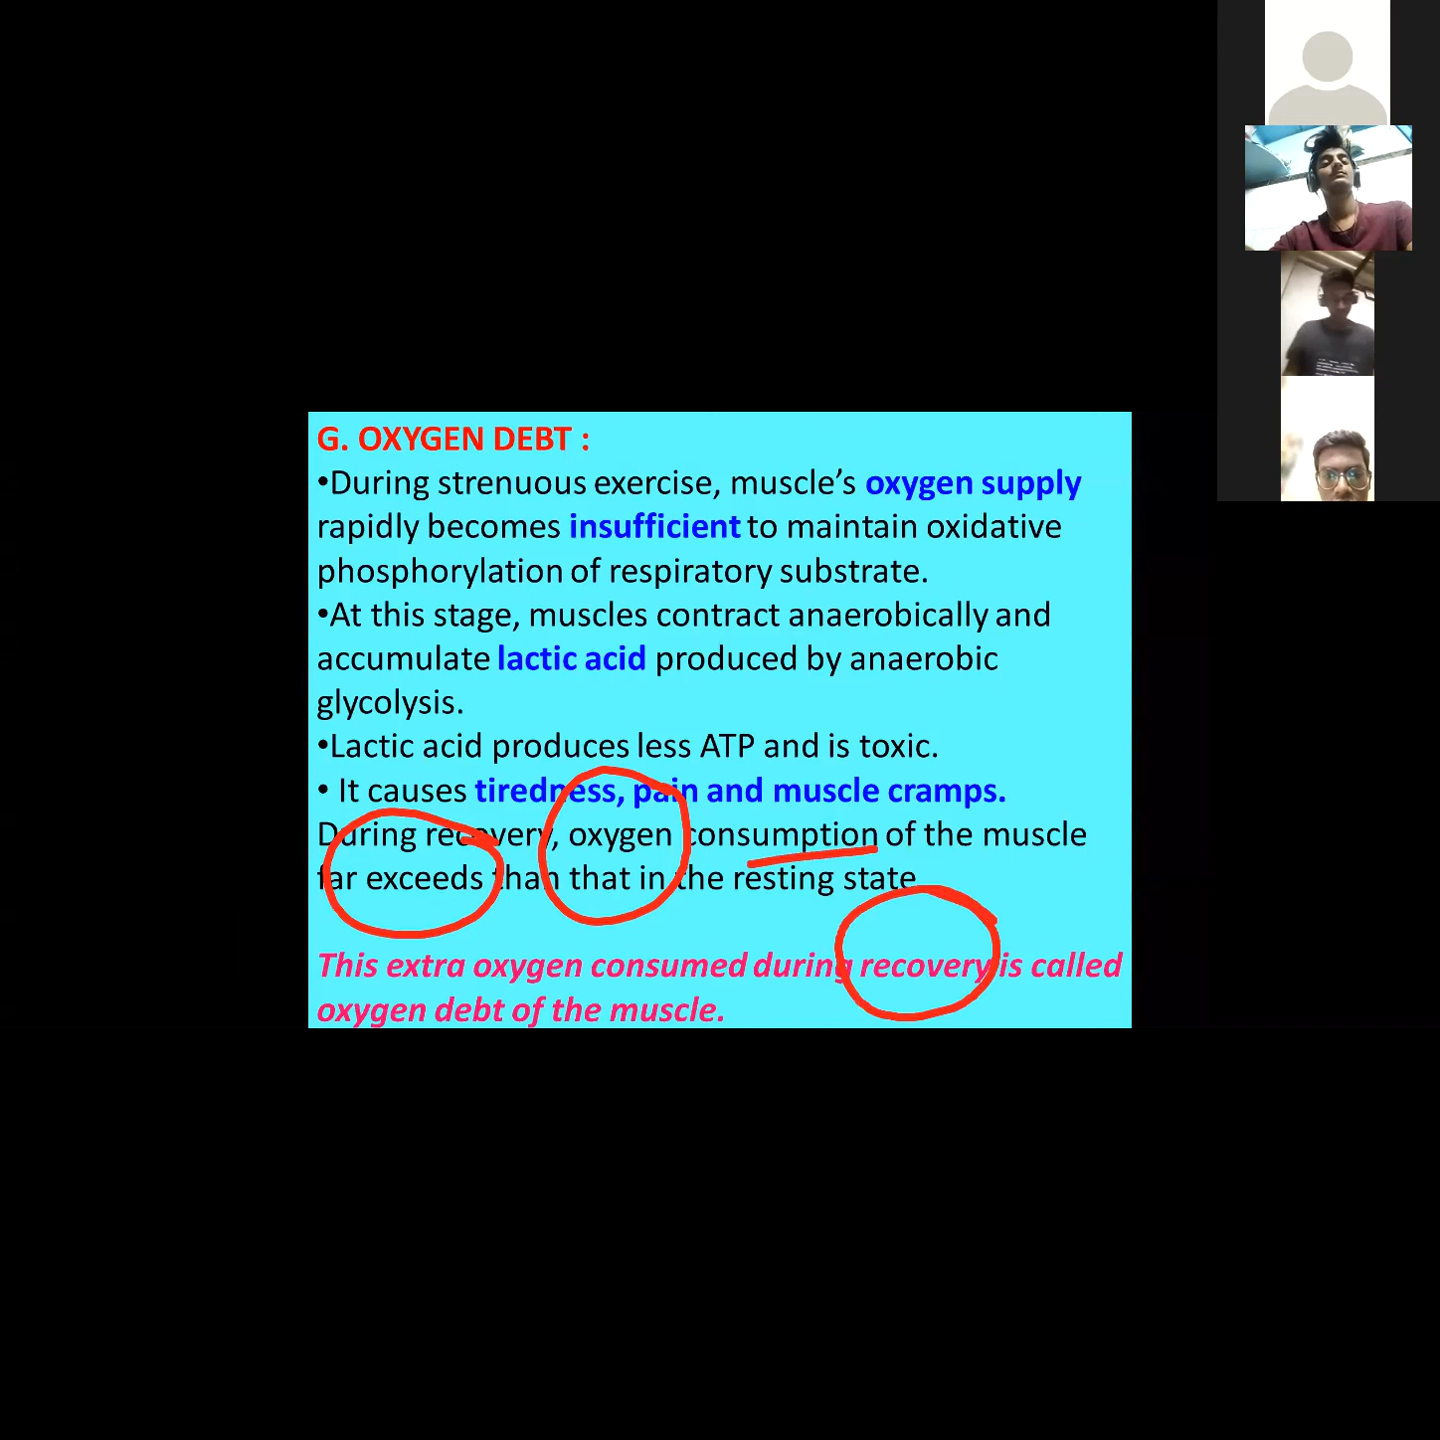 G. OXYGEN DEBT :
•During strenuous exercise, muscle’s oxygen supply
rapidly becomes insufficient to maintain oxidative
phosphorylation of respiratory substrate.
•At this stage, muscles contract anaerobically and
accumulate lactic acid produced by anaerobic
glycolysis.
•Lactic acid produces less ATP and is toxic.
• It causes tiredness, pain and muscle cramps.
During recovery, oxygen consumption of the muscle
far exceeds than that in the resting state
This extra oxygen consumed during recovery is called
oxygen debt of the muscle.